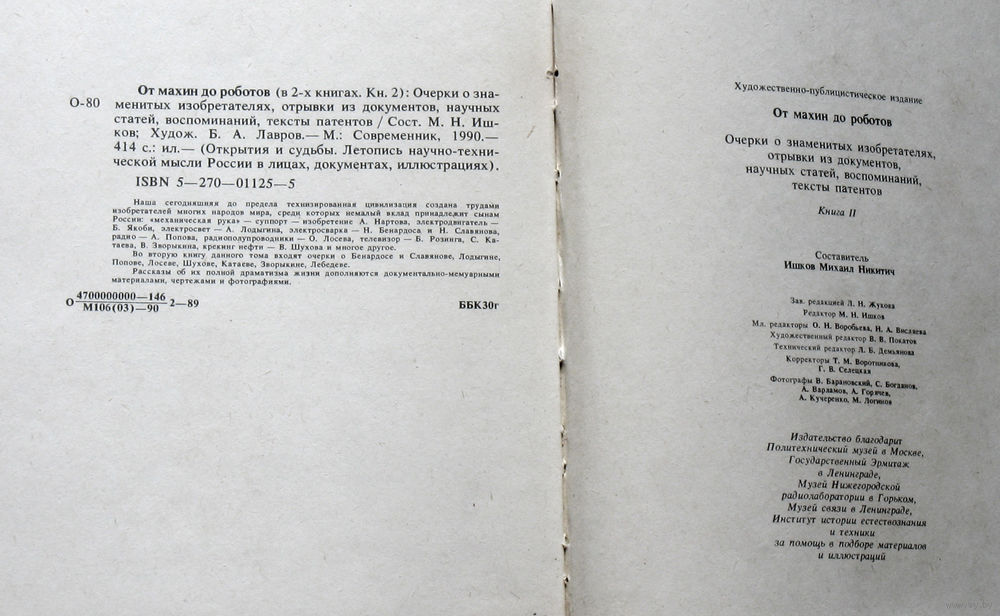 От махин до роботов (в 2-х книгах. Кн. 2): Очерки о зна-
О-80 менитых изобретателях, отрывки из документов, научных
статей, воспоминаний, тексты патентов / Сост. М. Н. Иш-
ков; Худож. Б. А. Лавров.— М.: Современник, 1990.—
414 с.: ил.— (Открытия и судьбы. Летопись научно-техни-
ческой мысли России в лицах, документах, иллюстрациях).
ISBN 5—270—01125—5
Наша сегодняшняя до предела технизированная цивилизация создана трудами
изобретателей многих народов мира, среди которых немалый вклад принадлежит сынам
России: «механическая рука» — суппорт — изобретение А. Нартова, электродвигатель —
Б. Якоби, электросвет — А. Лодыгина, электросварка — Н. Бенардоса и Н. Славянова,
радио — А. Попова, радиополупроводники — О. Лосева, телевизор — Б. Розинга, С. Ка-
таева, В. Зворыкина, крекинг нефти — В. Шухова и многое другое.
Во вторую книгу данного тома входят очерки о Бенардосе и Славянове, Лодыгине,
Попове, Лосеве, Шухове, Катаеве, Зворыкине, Лебедеве.
Рассказы об их полной драматизма жизни дополняются документально-мемуарными
материалами, чертежами и фотографиями.
О 4700000000—146
М106(03)—90 2—89 ББК30г
Художественно-публицистическое издание
От махин до роботов
Очерки о знаменитых изобретателях,
отрывки из документов,
научных статей, воспоминаний,
тексты патентов
Книга II
Составитель
Ишков Михаил Никитич
Зав. редакцией Л. Н. Жукова
Редактор М. Н. Ишков
Мл. редакторы О. Н. Воробьева, Н. А. Висляева
Художественный редактор В. В. Покатов
Технический редактор Л. Б. Демьянова
Корректоры Т. М. Воротникова,
Г. В. Селецкая
Фотографы В. Барановский, С. Богданов,
А. Варламов, А. Горячев,
А. Кучеренко, М. Логинов
Издательство благодарит
Политехнический музей в Москве,
Государственный Эрмитаж
в Ленинграде,
Музей Нижегородской
радиолаборатории в Горьком,
Музей связи в Ленинграде,
Институт истории естествознания
и техники
за помощь в подборе материалов
и иллюстраций